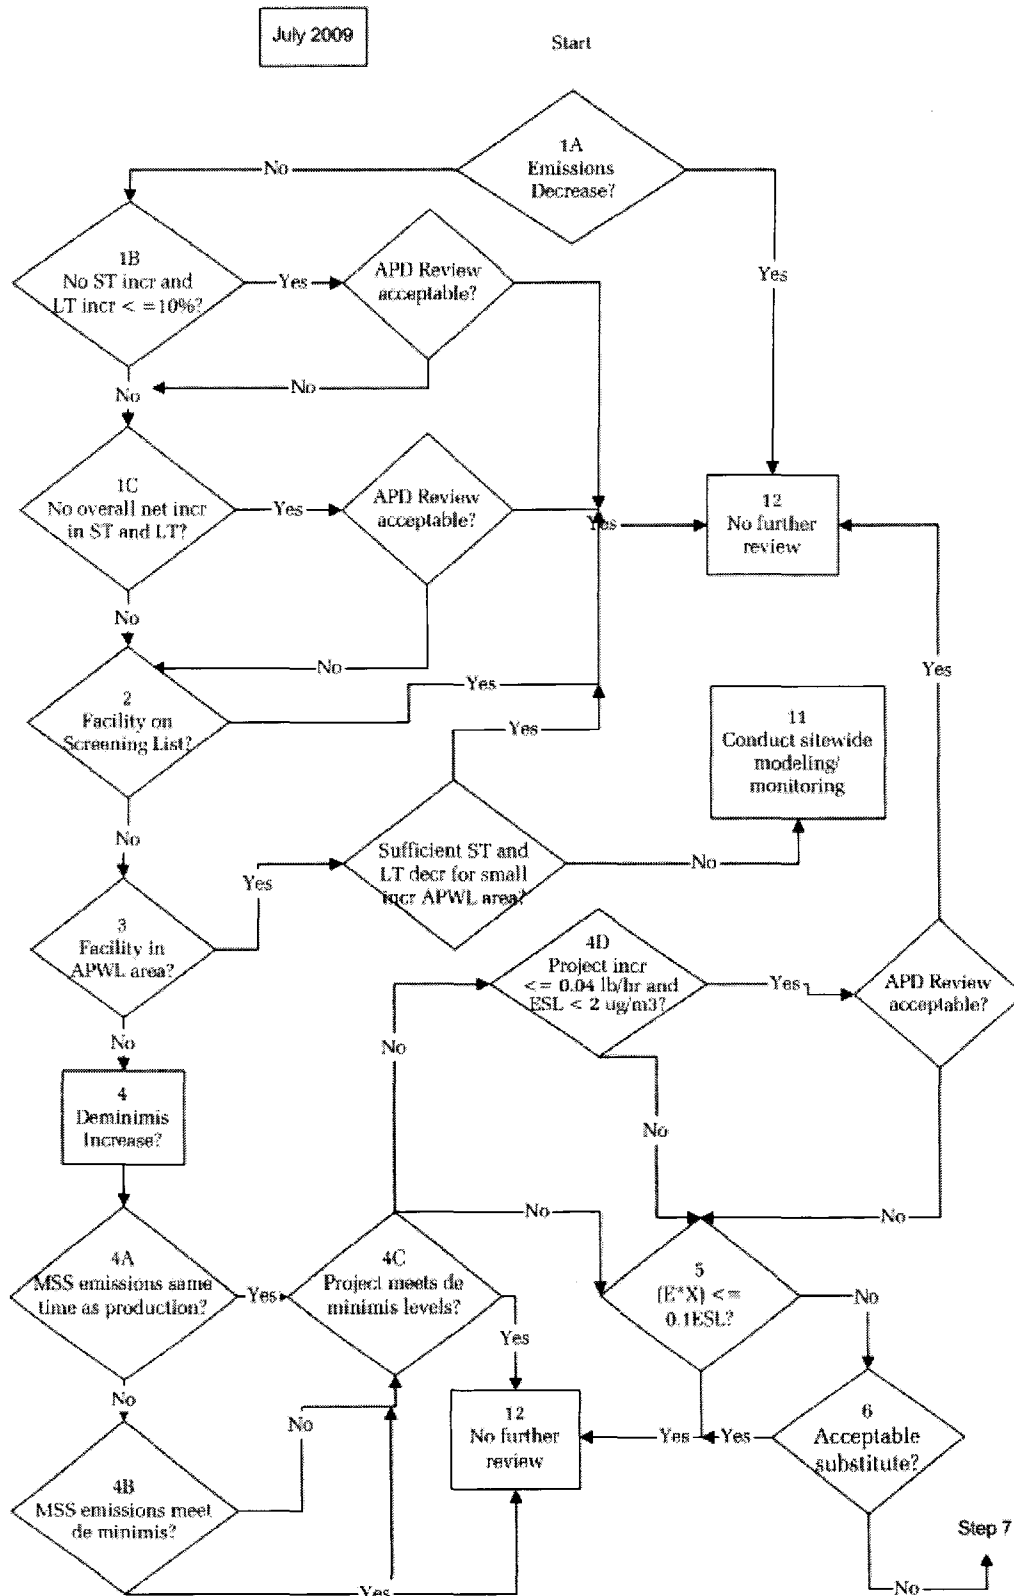 July 2009
Start
1A
Emissions
Decrease?
No
Yes
1B
No ST incr and
LT incr < =10%?
Yes
APD Review
acceptable?
No
No
1C
No overall net incr
in ST and LT?
Yes
APD Review
acceptable?
Yes
12
No further
review
No
No
2
Facility on
Screening List?
Yes
Yes
Yes
11
Conduct sitewide
modeling/
monitoring
No
Sufficient ST and
LT decr for small
incr APWL area?
No
Yes
3
Facility in
APWL area?
4D
Project incr
<= 0.04 lb/hr and
ESL < 2 ug/m3?
Yes
APD Review
acceptable?
No
No
4
Deminimis
Increase?
No
No
No
4A
MSS emissions same
time as production?
Yes
4C
Project meets de
minimis levels?
5
(E*X) <=
0.1ESL?
No
Yes
No
No
12
No further
review
Yes
Yes
6
Acceptable
substitute?
4B
MSS emissions meet
de minimis?
Step 7
Yes
No